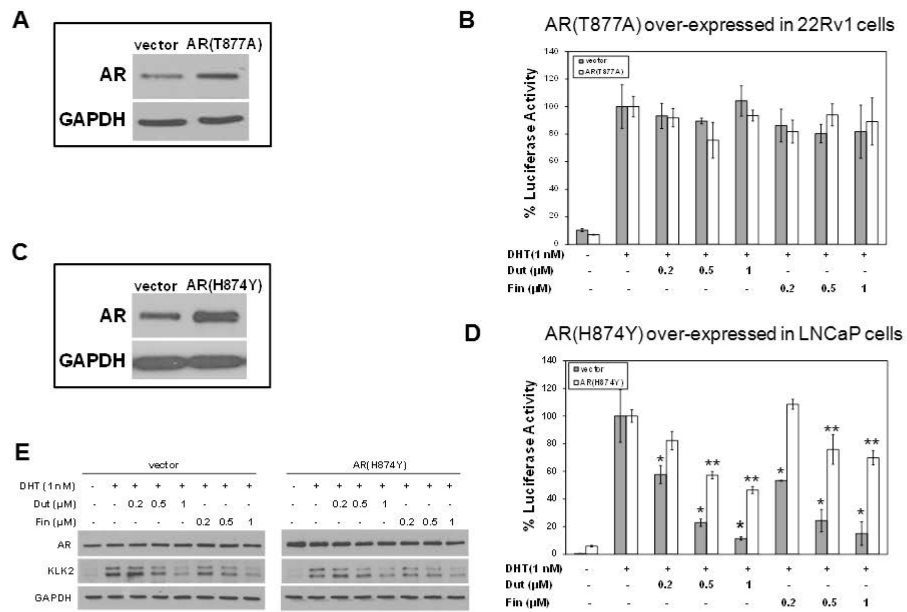 A
vector AR(T877A)
AR
GAPDH
B
AR(T877A) over-expressed in 22Rv1 cells
vector
AR(T877A)
% Luciferase Activity
140
120
100
80
60
40
20
0
DHT(1 nM) - + + + + + + +
Dut (µM) - - 0.2 0.5 1 - - -
Fin (µM) - - - - - 0.2 0.5 1
C
vector AR(H874Y)
AR
GAPDH
D
AR(H874Y) over-expressed in LNCaP cells
vector
AR(H874Y)
% Luciferase Activity
140
120
100
80
60
40
20
0
* ** * ** * * ** * ** *
DHT(1 nM) - + + + + + + +
Dut (µM) - - 0.2 0.5 1 - - -
Fin (µM) - - - - - 0.2 0.5 1
E
vector AR(H874Y)
DHT (1 nM) - + + + + + + + - + + + + + + +
Dut (µM) - - 0.2 0.5 1 - - - - - 0.2 0.5 1 - - -
Fin (µM) - - - - - 0.2 0.5 1 - - - - - 0.2 0.5 1
AR
KLK2
GAPDH